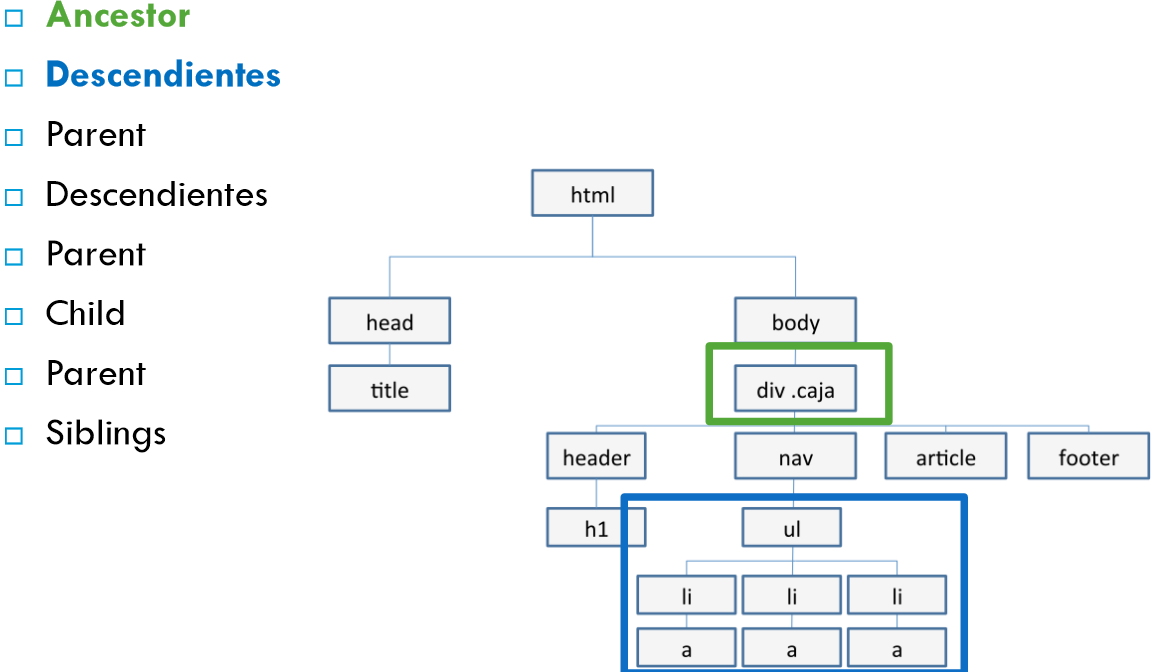 Ancestor
Descendientes
Parent
Descendientes
Parent
Child
Parent
Siblings
html
head
body
title
div .caja
header
nav
article
footer
h1
ul
li
li
li
a
a
a